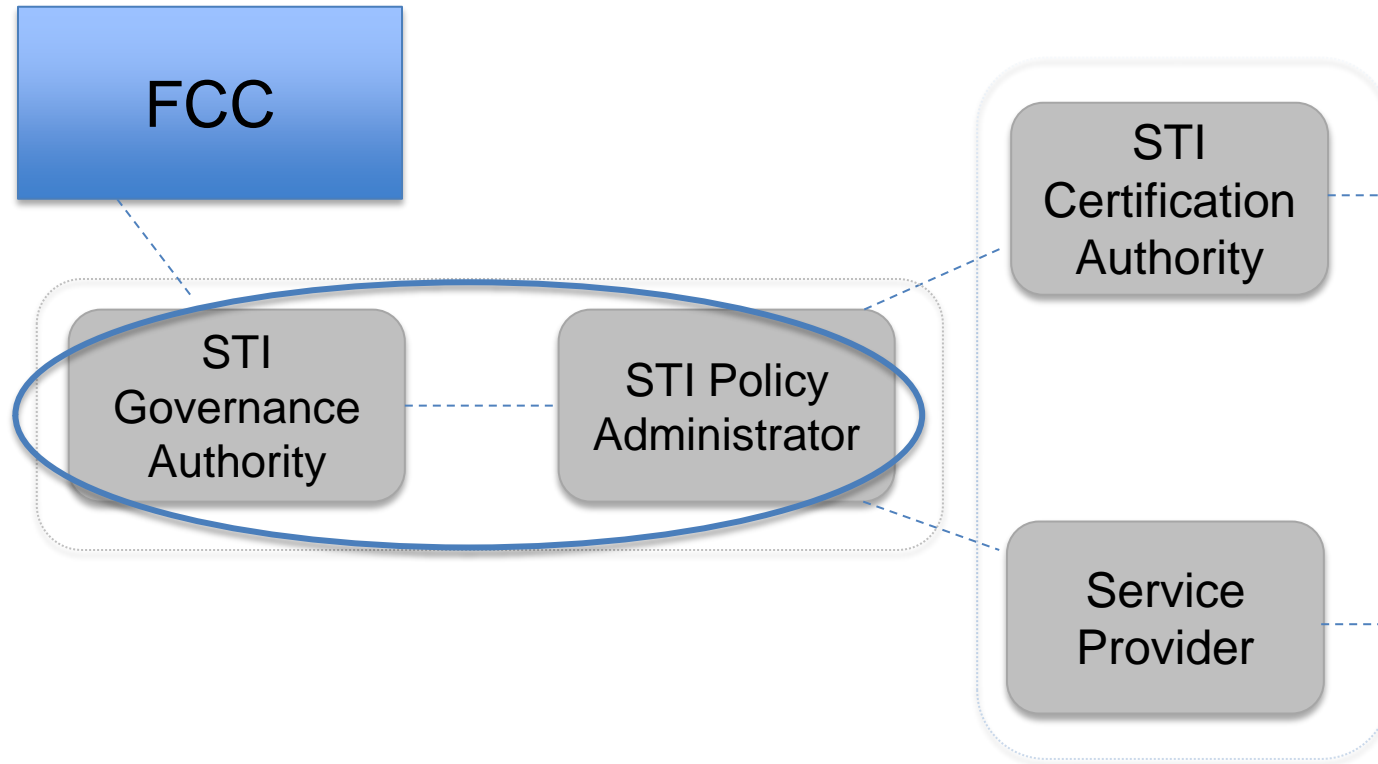 FCC
STI
Certification
Authority
STI
Governance
Authority
STI Policy
Administrator
Service
Provider